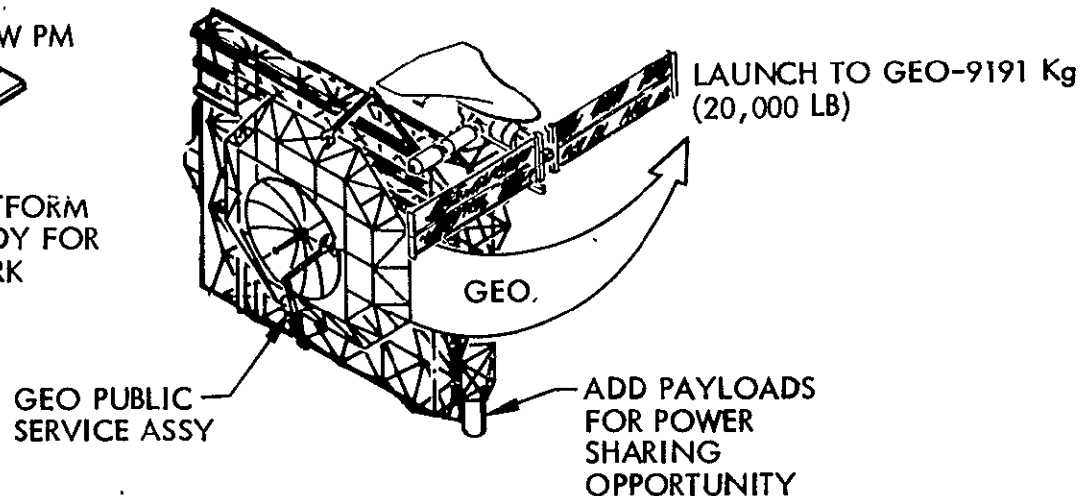 W PM
LAUNCH TO GEO-9191 Kg
(20,000 LB)
TFORM
DY FOR
RK
GEO.
GEO PUBLIC
SERVICE ASSY
ADD PAYLOADS
FOR POWER
SHARING
OPPORTUNITY